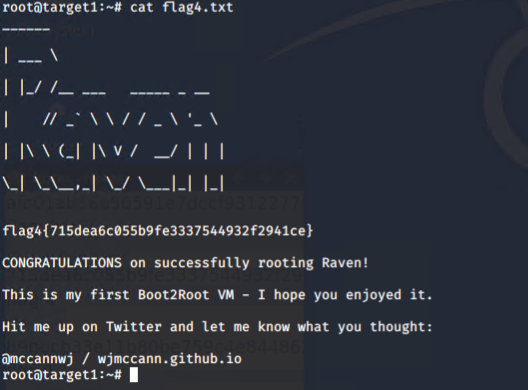 root@target1:~# cat flag4.txt
______
| ___ \
| |_/ /__ ___   _____ _ __
|    // _` \ \ / / _ \ '_ \
| |\ \ (_| |\ V /  __/ | | |
\_| \_\__,_| \_/ \___|_| |_|
flag4{715dea6c055b9fe3337544932f2941ce}
CONGRATULATIONS on successfully rooting Raven!
This is my first Boot2Root VM - I hope you enjoyed it.
Hit me up on Twitter and let me know what you thought:
@mccannwj / wjmccann.github.io
root@target1:~#